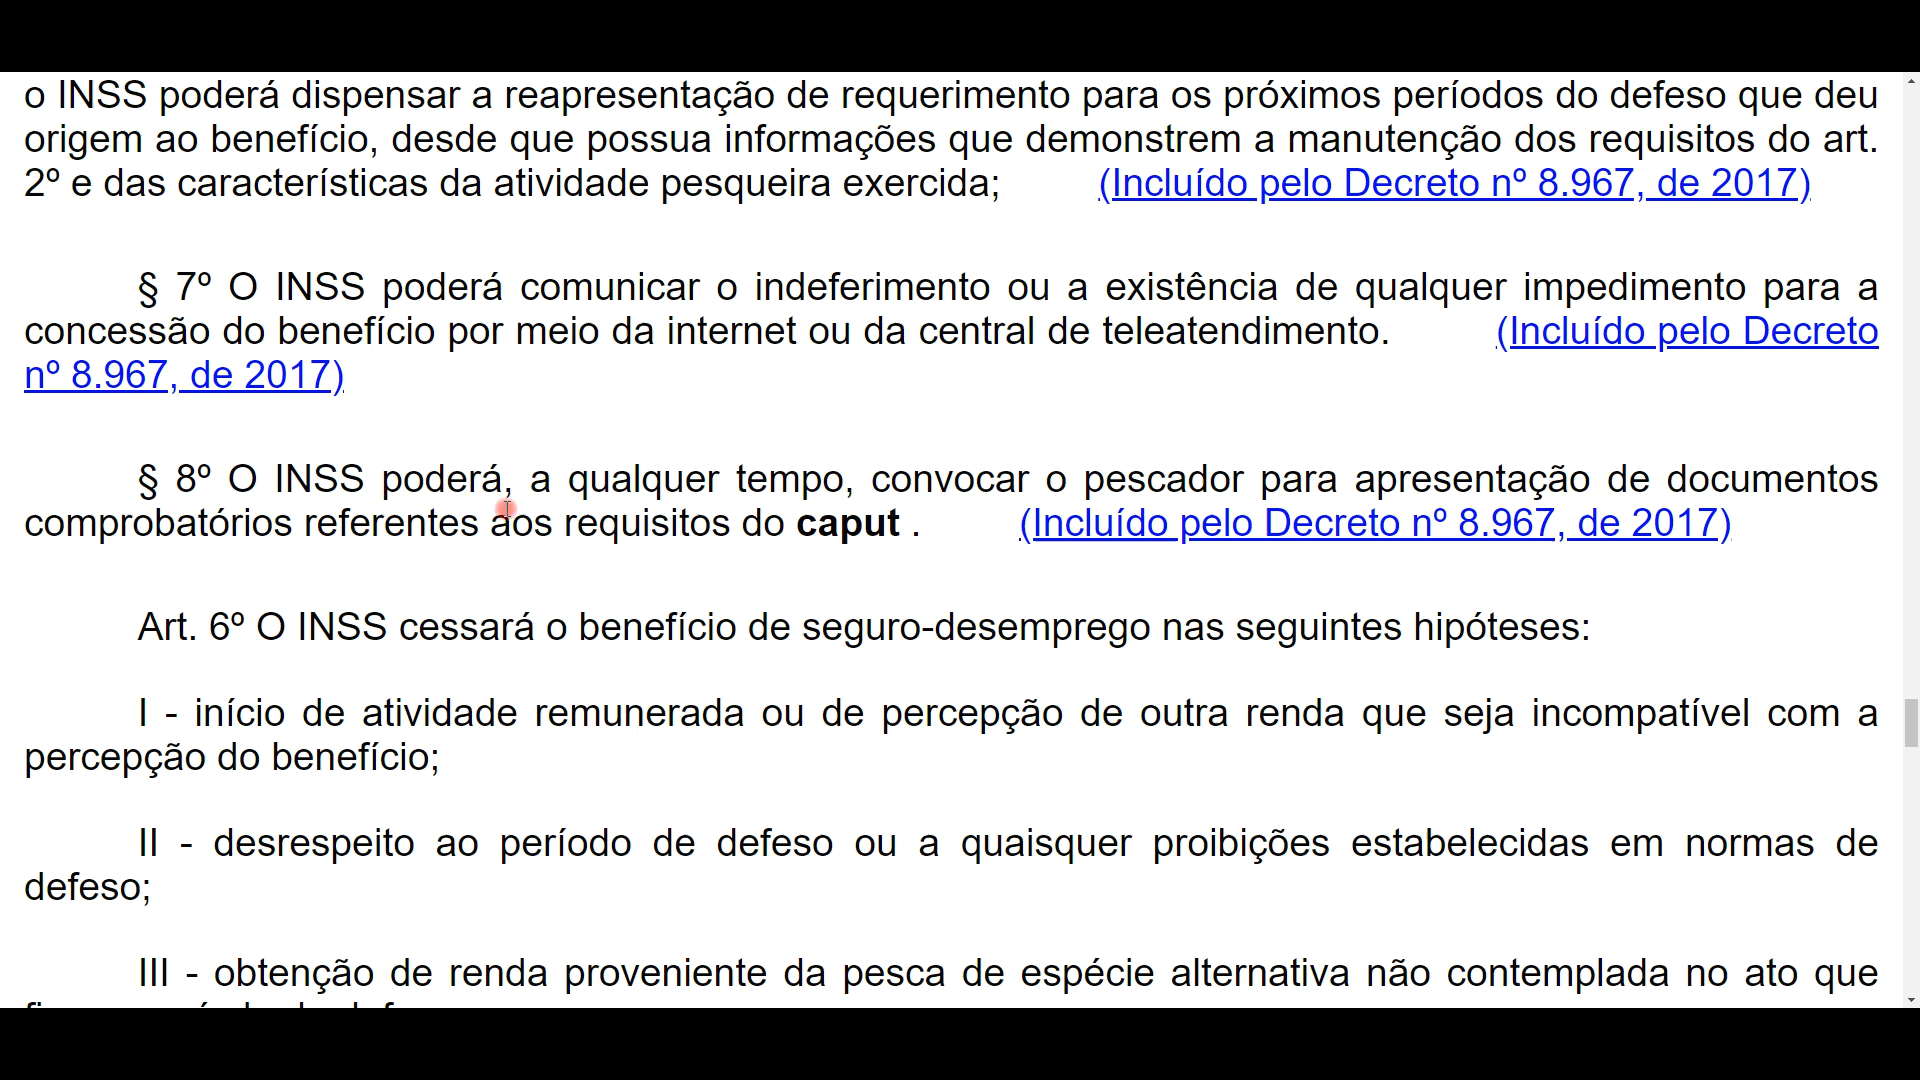 o INSS poderá dispensar a reapresentação de requerimento para os próximos períodos do defeso que deu
origem ao benefício, desde que possua informações que demonstrem a manutenção dos requisitos do art.
2º e das características da atividade pesqueira exercida; (Incluído pelo Decreto nº 8.967, de 2017)
§ 7º O INSS poderá comunicar o indeferimento ou a existência de qualquer impedimento para a
concessão do benefício por meio da internet ou da central de teleatendimento. (Incluído pelo Decreto
nº 8.967, de 2017)
§ 8º O INSS poderá, a qualquer tempo, convocar o pescador para apresentação de documentos
comprobatórios referentes aos requisitos do caput . (Incluído pelo Decreto nº 8.967, de 2017)
Art. 6º O INSS cessará o benefício de seguro-desemprego nas seguintes hipóteses:
I - início de atividade remunerada ou de percepção de outra renda que seja incompatível com a
percepção do benefício;
II - desrespeito ao período de defeso ou a quaisquer proibições estabelecidas em normas de
defeso;
III - obtenção de renda proveniente da pesca de espécie alternativa não contemplada no ato que